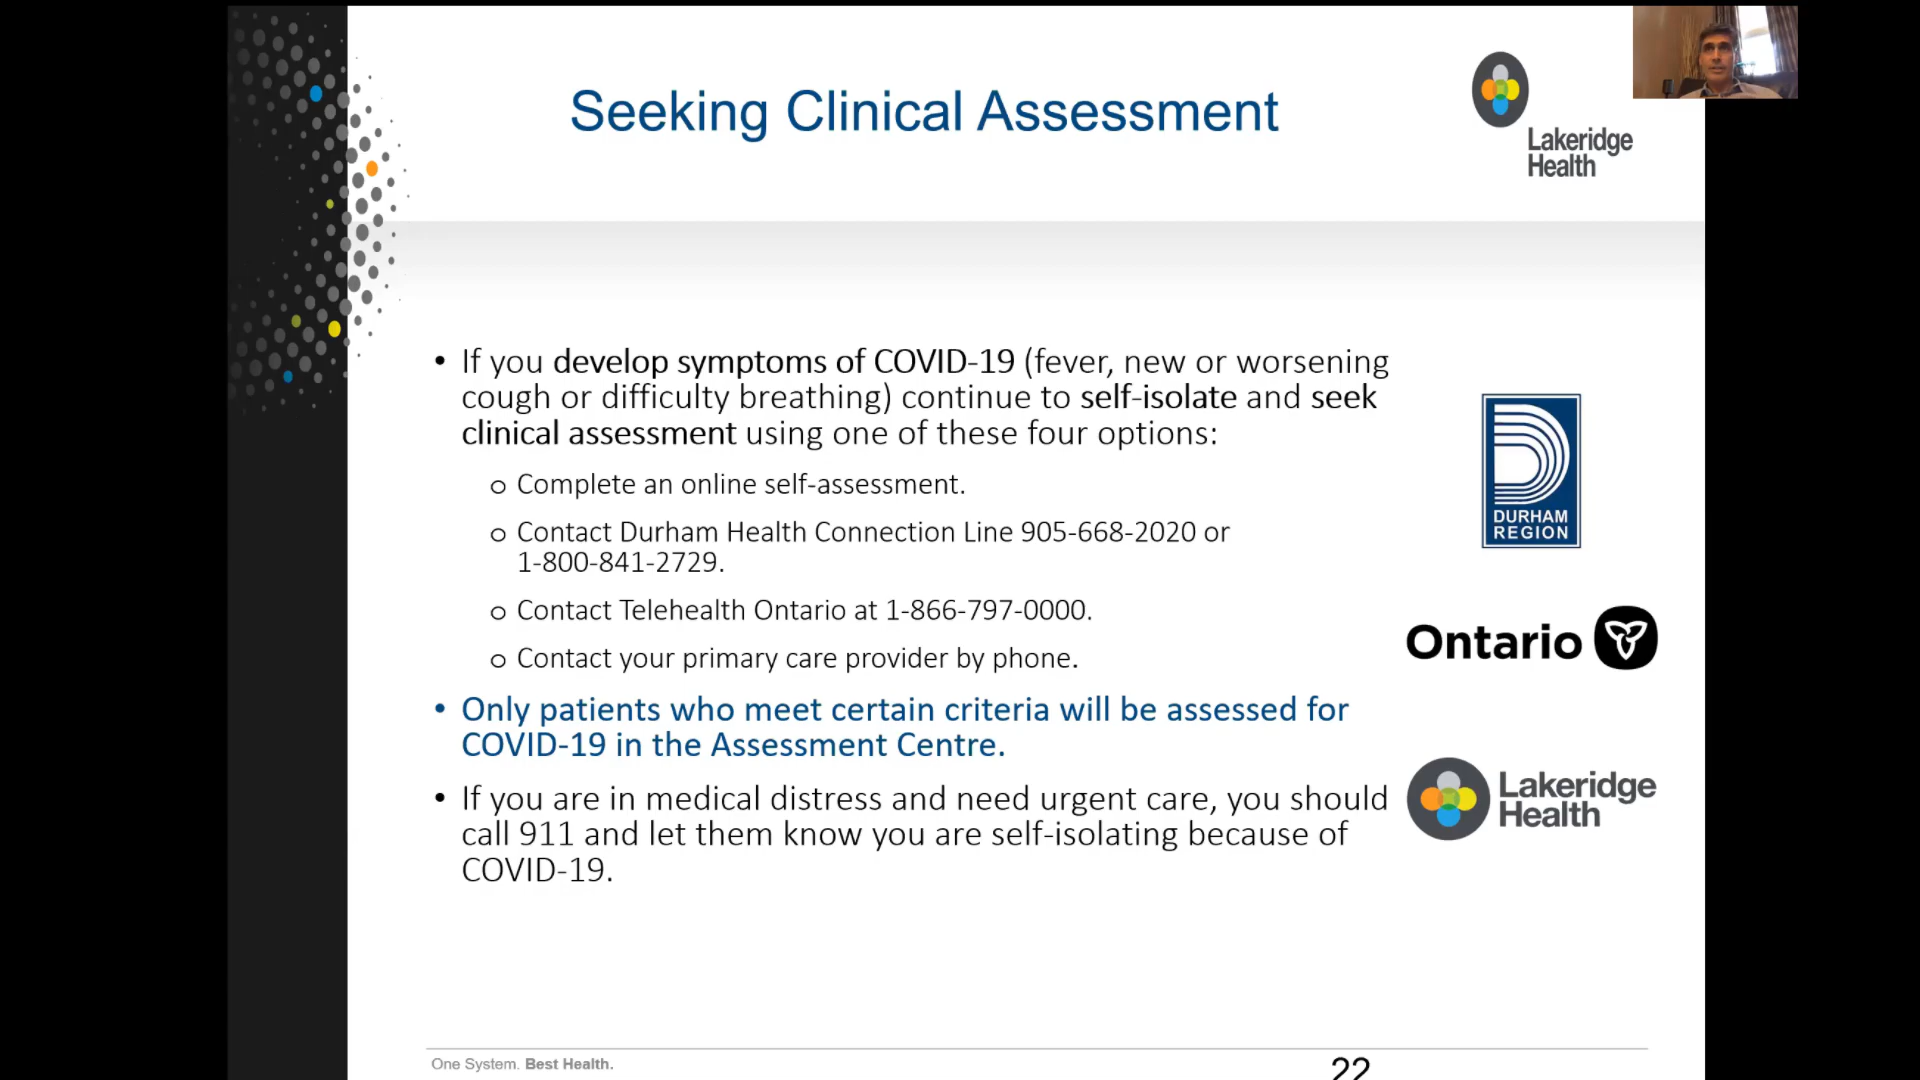 Seeking Clinical Assessment
Lakeridge
Health
• If you develop symptoms of COVID-19 (fever, new or worsening
cough or difficulty breathing) continue to self-isolate and seek
clinical assessment using one of these four options:
o Complete an online self-assessment.
o Contact Durham Health Connection Line 905-668-2020 or
1-800-841-2729.
o Contact Telehealth Ontario at 1-866-797-0000.
o Contact your primary care provider by phone.
• Only patients who meet certain criteria will be assessed for
COVID-19 in the Assessment Centre.
• If you are in medical distress and need urgent care, you should
call 911 and let them know you are self-isolating because of
COVID-19.
DURHAM
REGION
Ontario
Lakeridge
Health
One System. Best Health.
22